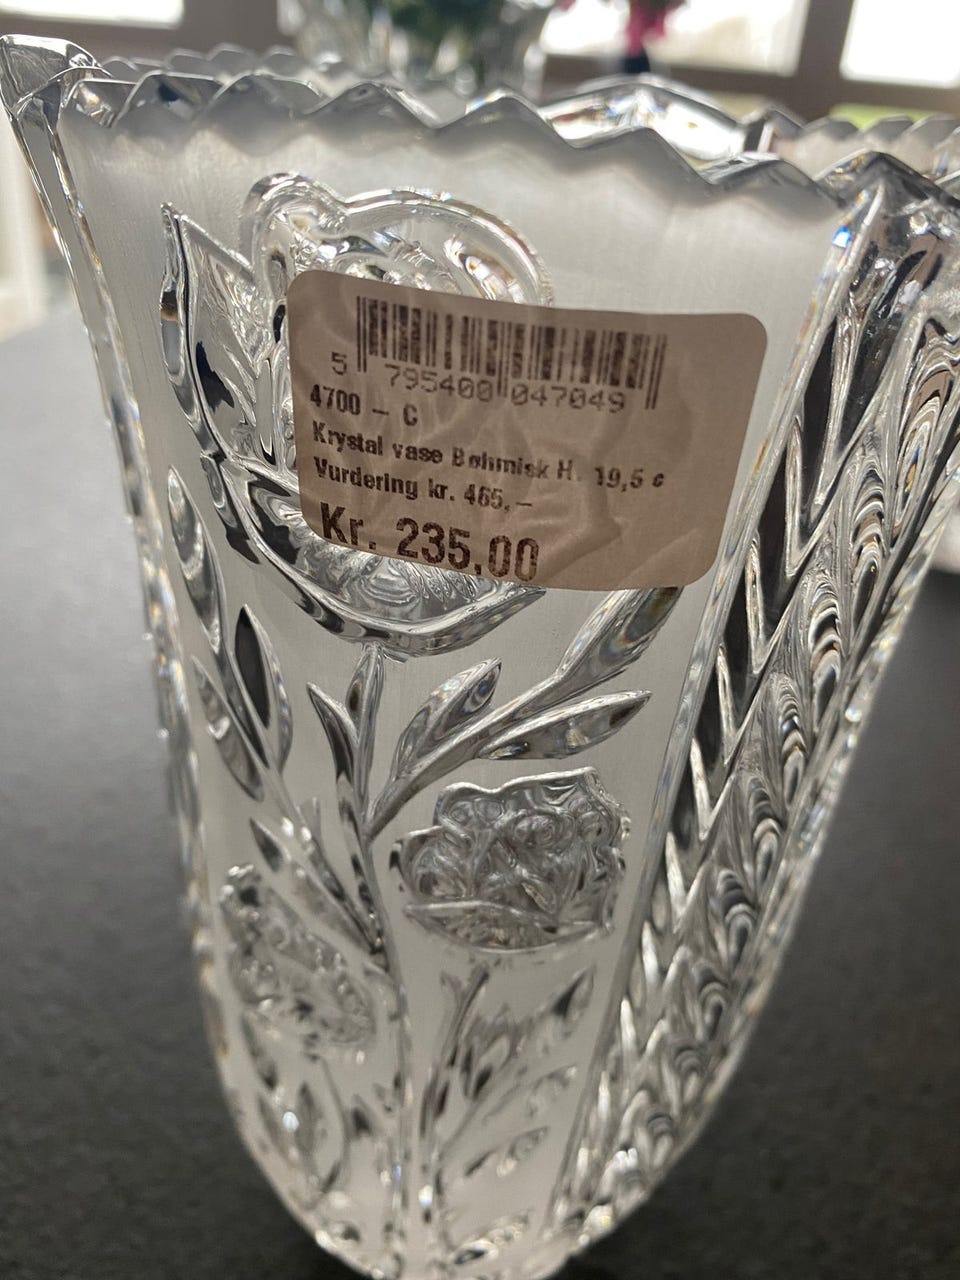 5 795400 047049
4700 – C
Krystal vase Bøhmisk H. 19,5 c
Vurdering kr. 465,–
Kr. 235,00